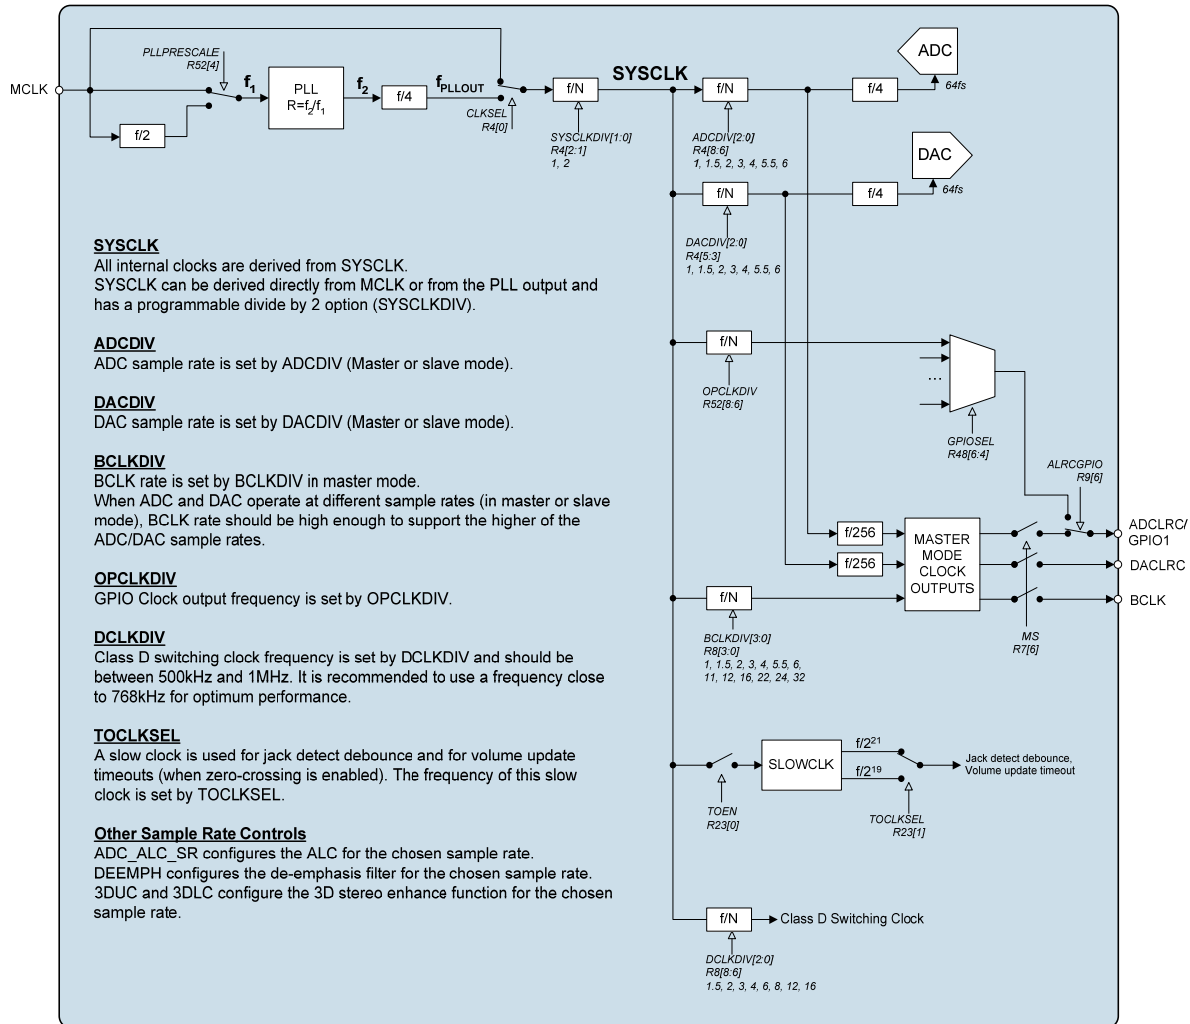 MCLK
PLLPRESCALE
R52[4]
f/2
f1
PLL
R=f2/f1
f2
f/4
fPLLOUT
CLKSEL
R4[0]
f/N
SYSCLKDIV[1:0]
R4[2:1]
1, 2
SYSCLK
f/N
ADCDIV[2:0]
R4[8:6]
1, 1.5, 2, 3, 4, 5.5, 6
f/4
ADC
64fs
f/N
DACDIV[2:0]
R4[5:3]
1, 1.5, 2, 3, 4, 5.5, 6
f/4
DAC
64fs
SYSCLK
All internal clocks are derived from SYSCLK.
SYSCLK can be derived directly from MCLK or from the PLL output and
has a programmable divide by 2 option (SYSCLKDIV).
ADCDIV
ADC sample rate is set by ADCDIV (Master or slave mode).
DACDIV
DAC sample rate is set by DACDIV (Master or slave mode).
BCLKDIV
BCLK rate is set by BCLKDIV in master mode.
When ADC and DAC operate at different sample rates (in master or slave
mode), BCLK rate should be high enough to support the higher of the
ADC/DAC sample rates.
OPCLKDIV
GPIO Clock output frequency is set by OPCLKDIV.
DCLKDIV
Class D switching clock frequency is set by DCLKDIV and should be
between 500kHz and 1MHz. It is recommended to use a frequency close
to 768kHz for optimum performance.
TOCLKSEL
A slow clock is used for jack detect debounce and for volume update
timeouts (when zero-crossing is enabled). The frequency of this slow
clock is set by TOCLKSEL.
Other Sample Rate Controls
ADC_ALC_SR configures the ALC for the chosen sample rate.
DEEMPH configures the de-emphasis filter for the chosen sample rate.
3DUC and 3DLC configure the 3D stereo enhance function for the chosen
sample rate.
f/N
OPCLKDIV
R52[8:6]
...
GPIOSEL
R48[6:4]
ALRCGPIO
R9[6]
f/256
f/256
MASTER
MODE
CLOCK
OUTPUTS
ADCLRC/
GPIO1
DACLRC
BCLK
MS
R7[6]
f/N
BCLKDIV[3:0]
R8[3:0]
1, 1.5, 2, 3, 4, 5.5, 6,
11, 12, 16, 22, 24, 32
TOEN
R23[0]
SLOWCLK
f/2^21
f/2^19
TOCLKSEL
R23[1]
Jack detect debounce,
Volume update timeout
f/N
Class D Switching Clock
DCLKDIV[2:0]
R8[8:6]
1.5, 2, 3, 4, 6, 8, 12, 16